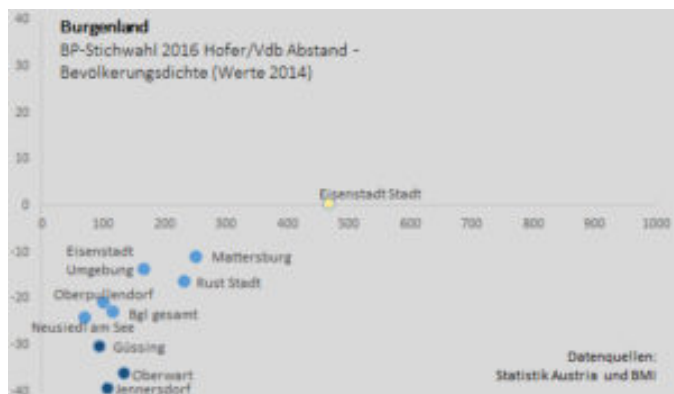 Burgenland
BP-Stichwahl 2016 Hofer/Vdb Abstand -
Bevölkerungsdichte (Werte 2014)
40
30
20
10
0
-10
-20
-30
-40
0 100 200 300 400 500 600 700 800 900 1000
Eisenstadt Stadt
Eisenstadt
Umgebung
Mattersburg
Rust Stadt
Oberpullendorf
Bgl gesamt
Neusiedl am See
Güssing
Oberwart
Jennersdorf
Datenquellen:
Statistik Austria und BMI